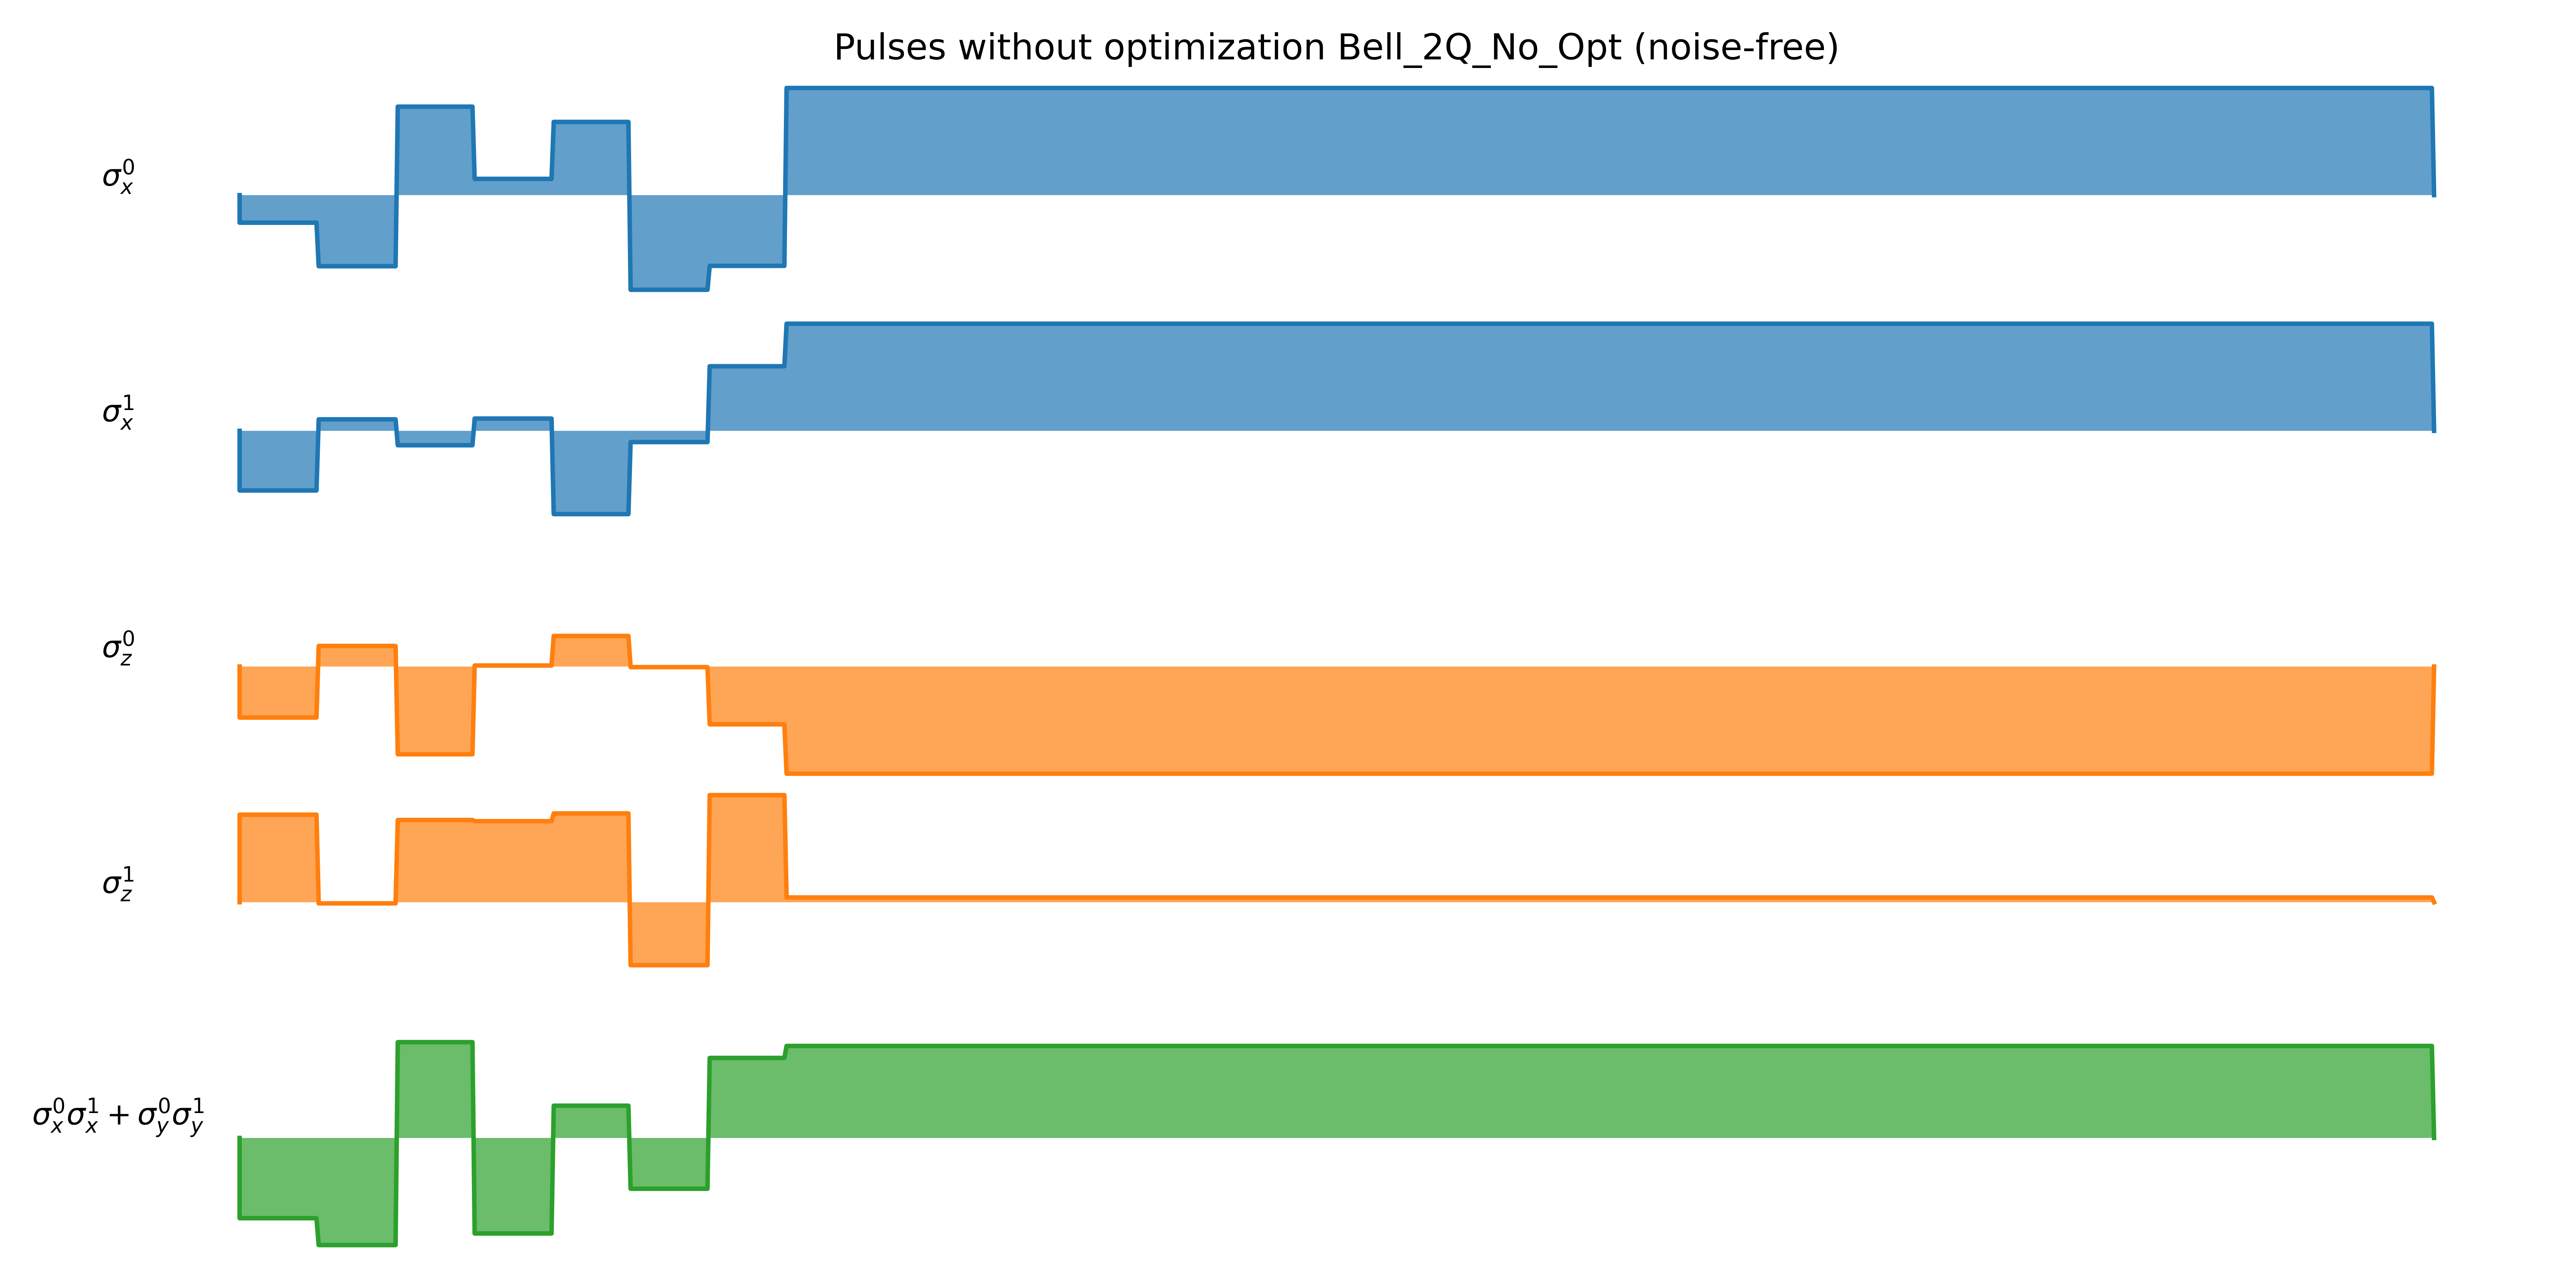 Pulses without optimization Bell_2Q_No_Opt (noise-free)
σ_x^0
σ_x^1
σ_z^0
σ_z^1
σ_x^0σ_x^1 + σ_y^0σ_y^1